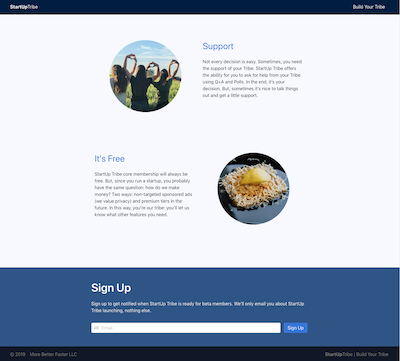 StartUpTribe
Build Your Tribe
Support
Not every decision is easy. Sometimes, you need
the support of your Tribe. StartUp Tribe offers
the ability for you to ask for help from your Tribe
using Q+A and Polls. In the end, it's your
decision. But, sometimes it's nice to talk things
out and get a little support.
It's Free
StartUp Tribe core membership will always be
free. But, since you run a startup, you probably
have the same question: how do we make
money? Two ways: non-targeted sponsored ads
(we value privacy) and premium tiers in the
future. In this way, you're our tribe: you'll let us
know what other features you need.
Sign Up
Sign up to get notified when StartUp Tribe is ready for beta members. We'll only email you about StartUp
Tribe launching, nothing else.
Email
Sign Up
© 2019 More Better Faster LLC
StartUpTribe | Build Your Tribe